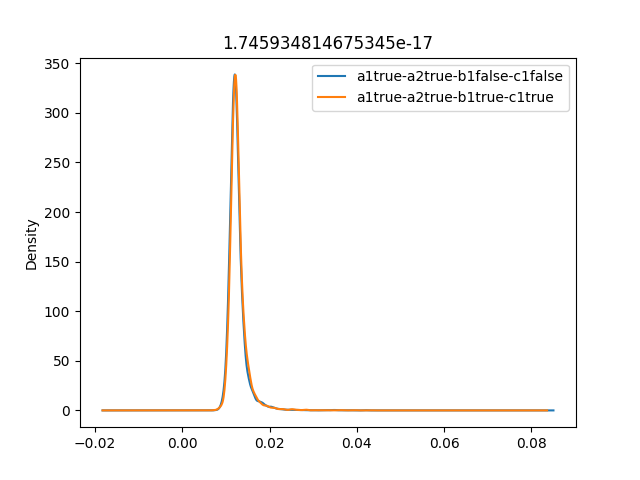 1.745934814675345e-17
a1true-a2true-b1false-c1false
a1true-a2true-b1true-c1true
Density
350
300
250
200
150
100
50
0
−0.02 0.00 0.02 0.04 0.06 0.08